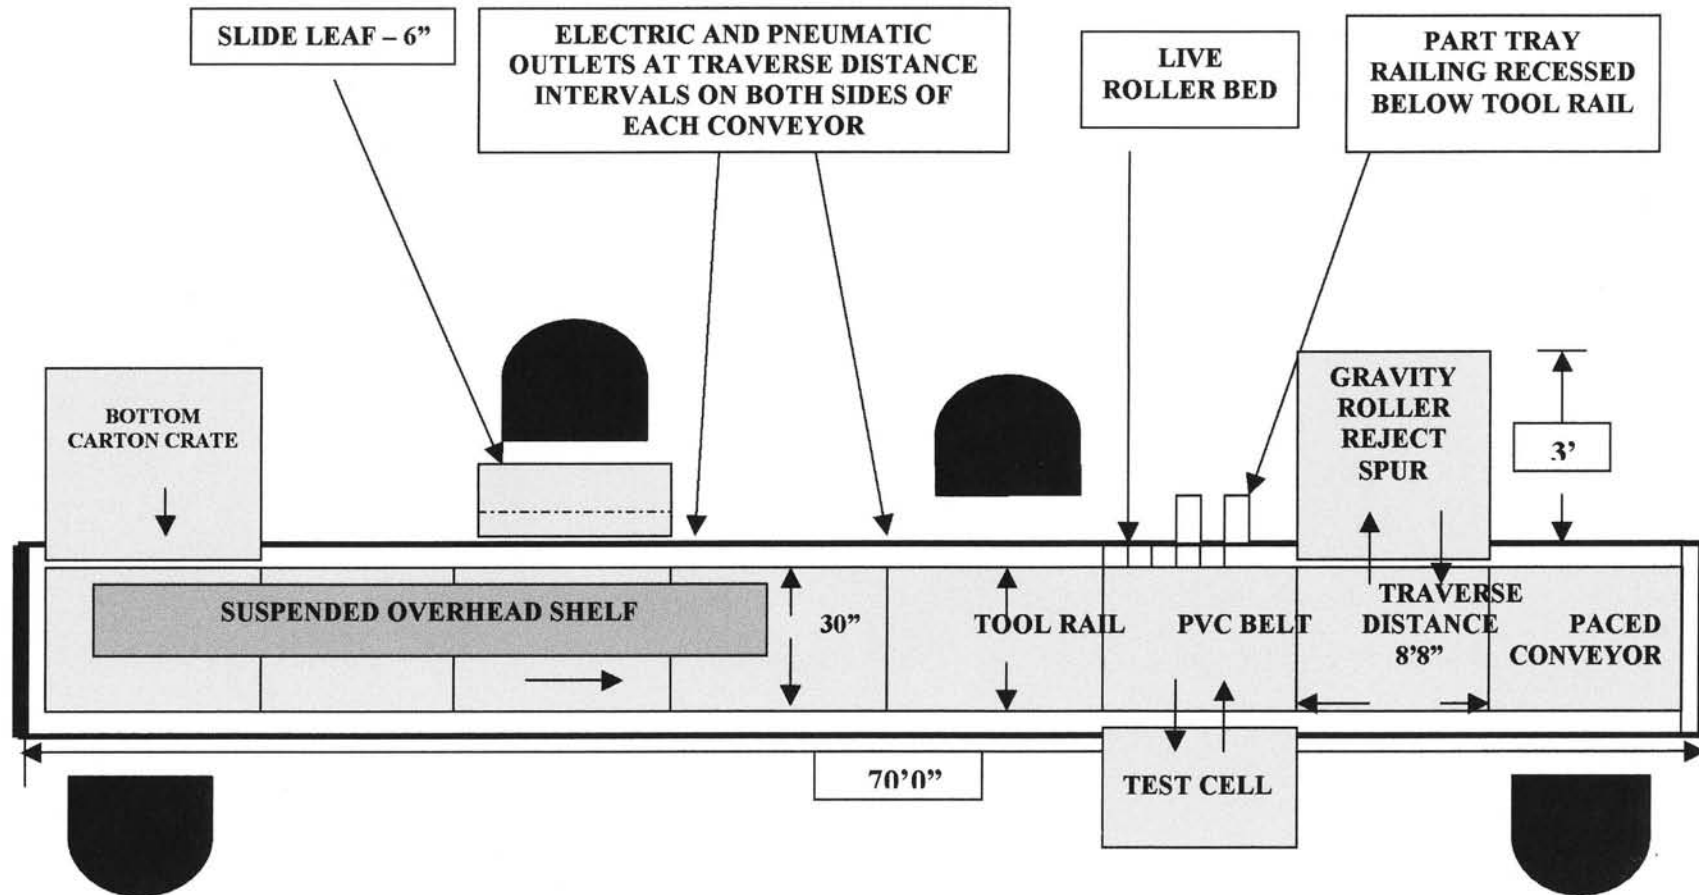 SLIDE LEAF – 6”
ELECTRIC AND PNEUMATIC
OUTLETS AT TRAVERSE DISTANCE
INTERVALS ON BOTH SIDES OF
EACH CONVEYOR
LIVE
ROLLER BED
PART TRAY
RAILING RECESSED
BELOW TOOL RAIL
BOTTOM
CARTON CRATE
GRAVITY
ROLLER
REJECT
SPUR
3’
SUSPENDED OVERHEAD SHELF
30”
TOOL RAIL
PVC BELT
TRAVERSE
DISTANCE
8’8”
PACED
CONVEYOR
70’0”
TEST CELL